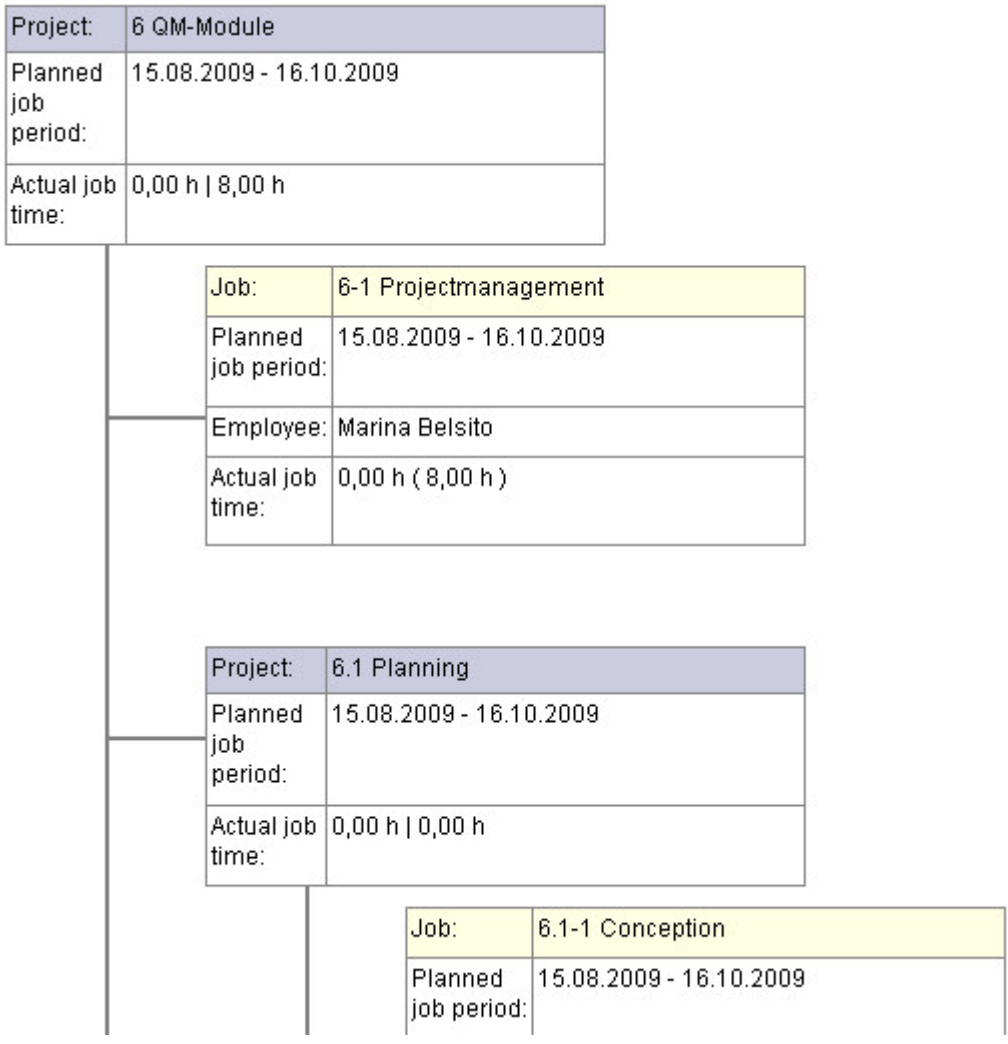 Project: 6 QM-Module
Planned job period: 15.08.2009 - 16.10.2009
Actual job time: 0,00 h | 8,00 h
Job: 6-1 Projectmanagement
Planned job period: 15.08.2009 - 16.10.2009
Employee: Marina Belsito
Actual job time: 0,00 h ( 8,00 h )
Project: 6.1 Planning
Planned job period: 15.08.2009 - 16.10.2009
Actual job time: 0,00 h | 0,00 h
Job: 6.1-1 Conception
Planned job period: 15.08.2009 - 16.10.2009